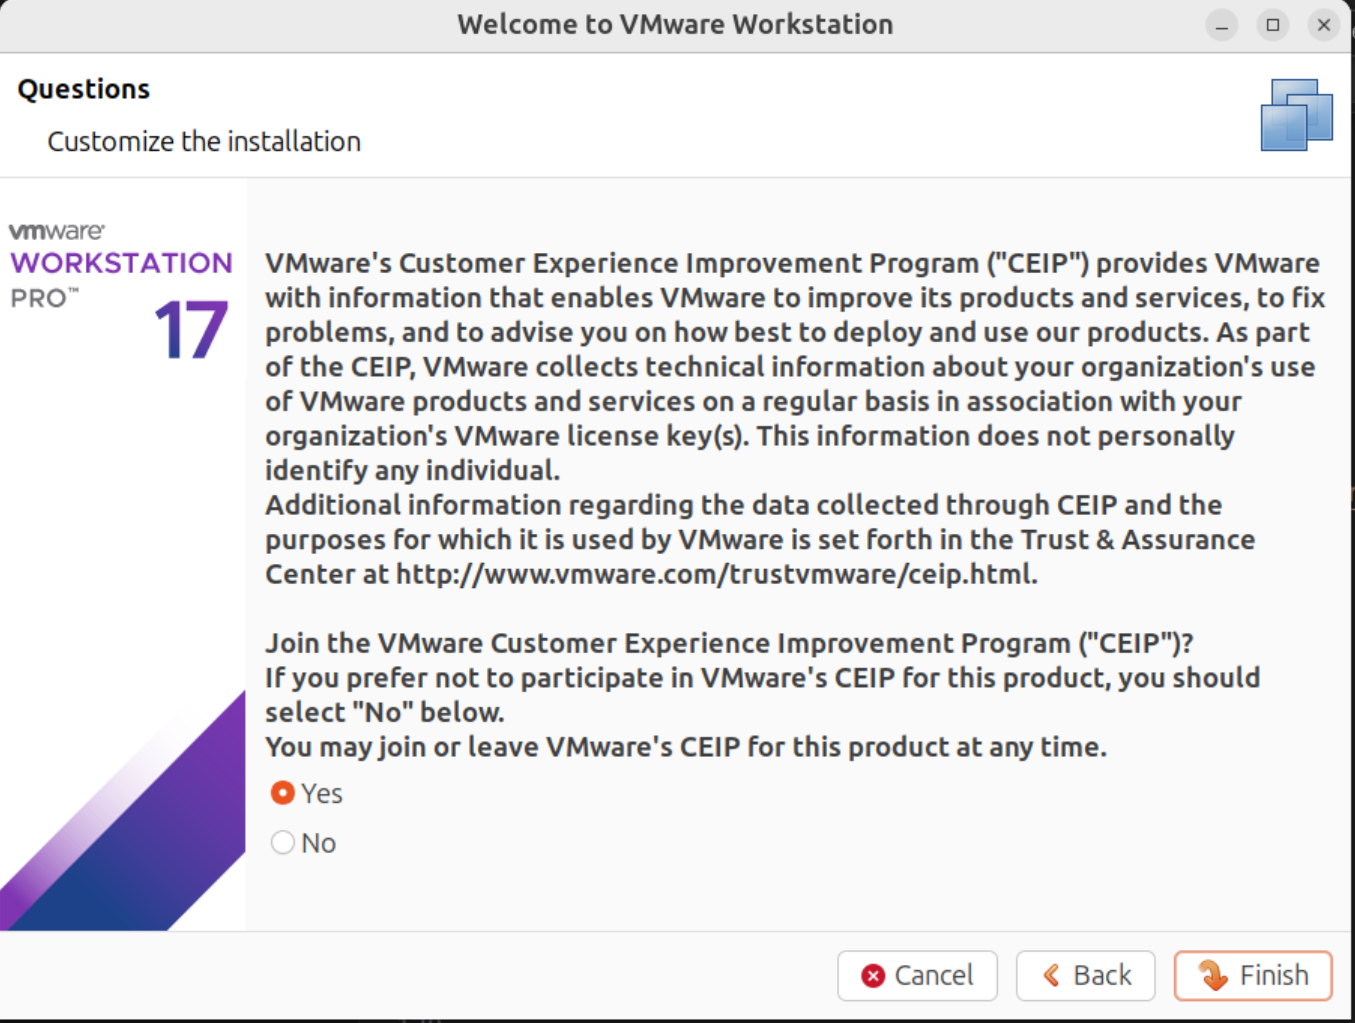 Welcome to VMware Workstation
Questions
Customize the installation
vmware®
WORKSTATION
PRO™
17
VMware's Customer Experience Improvement Program ("CEIP") provides VMware
with information that enables VMware to improve its products and services, to fix
problems, and to advise you on how best to deploy and use our products. As part
of the CEIP, VMware collects technical information about your organization's use
of VMware products and services on a regular basis in association with your
organization's VMware license key(s). This information does not personally
identify any individual.
Additional information regarding the data collected through CEIP and the
purposes for which it is used by VMware is set forth in the Trust & Assurance
Center at http://www.vmware.com/trustvmware/ceip.html.
Join the VMware Customer Experience Improvement Program ("CEIP")?
If you prefer not to participate in VMware's CEIP for this product, you should
select "No" below.
You may join or leave VMware's CEIP for this product at any time.
Yes
No
Cancel
Back
Finish